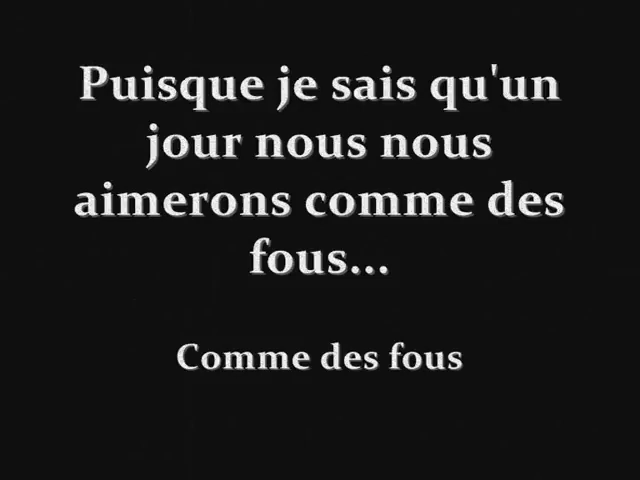 Puisque je sais qu'un
jour nous nous
aimerons comme des
fous...
Comme des fous